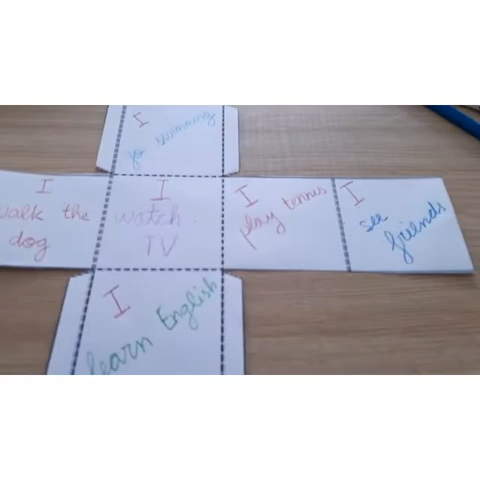 I
go swimming
I
walk the
dog
I
watch
TV
I
play tennis
I
see
friends
I
learn English